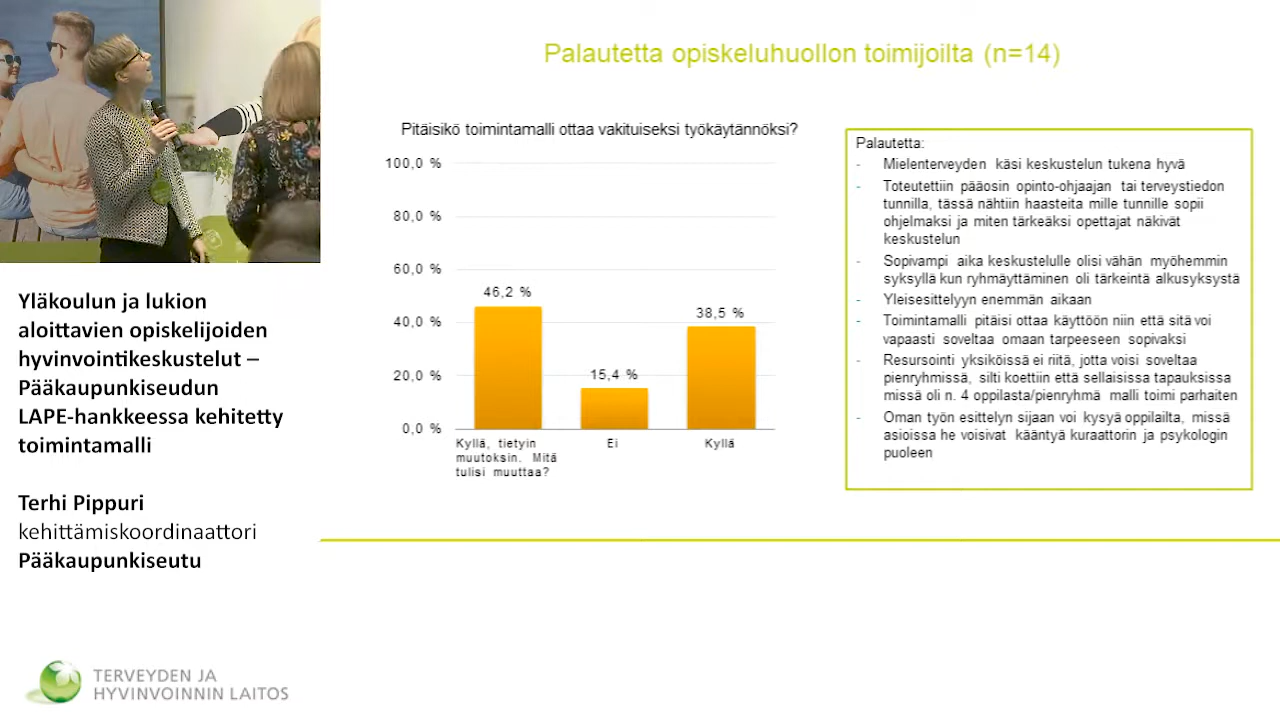 Palautetta opiskeluhuollon toimijoilta (n=14)
Pitäisikö toimintamalli ottaa vakituiseksi työkäytännöksi?
100,0 %
80,0 %
60,0 %
40,0 %
20,0 %
0,0 %
46,2 %
15,4 %
38,5 %
Kyllä, tietyin
muutoksin. Mitä
tulisi muuttaa?
Ei
Kyllä
Palautetta:
- Mielenterveyden käsi keskustelun tukena hyvä
- Toteutettiin pääosin opinto-ohjaajan tai terveystiedon
tunnilla, tässä nähtiin haasteita mille tunnille sopii
ohjelmaksi ja miten tärkeäksi opettajat näkivät
keskustelun
- Sopivampi aika keskustelulle olisi vähän myöhemmin
syksyllä kun ryhmäyttäminen oli tärkeintä alkusyksystä
- Yleisesittelyyn enemmän aikaan
- Toimintamalli pitäisi ottaa käyttöön niin että sitä voi
vapaasti soveltaa omaan tarpeeseen sopivaksi
- Resursointi yksiköissä ei riitä, jotta voisi soveltaa
pienryhmissä, silti koettiin että sellaisissa tapauksissa
missä oli n. 4 oppilasta/pienryhmä malli toimi parhaiten
- Oman työn esittelyn sijaan voi kysyä oppilailta, missä
asioissa he voisivat kääntyä kuraattorin ja psykologin
puoleen
Yläkoulun ja lukion
aloittavien opiskelijoiden
hyvinvointikeskustelut –
Pääkaupunkiseudun
LAPE-hankkeessa kehitetty
toimintamalli
Terhi Pippuri
kehittämiskoordinaattori
Pääkaupunkiseutu
TERVEYDEN JA
HYVINVOINNIN LAITOS